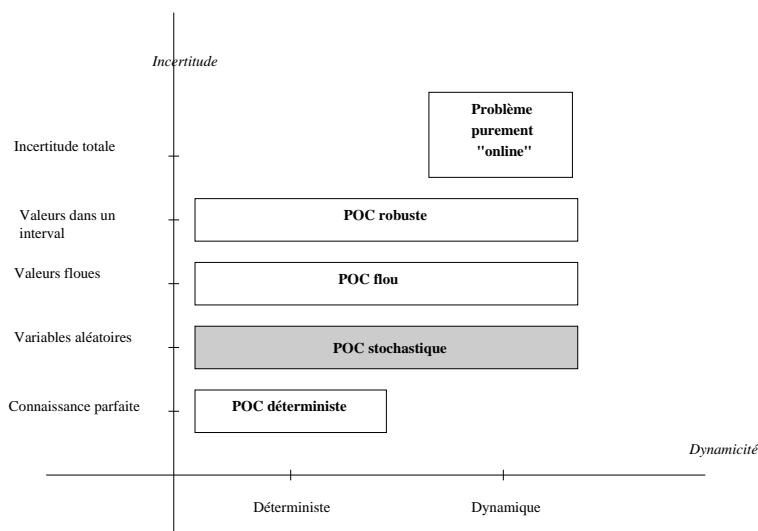 Incertitude
Problème
purement
"online"
Incertitude totale
Valeurs dans un
interval
POC robuste
Valeurs floues
POC flou
Variables aléatoires
POC stochastique
Connaissance parfaite
POC déterministe
Dynamicité
Déterministe
Dynamique